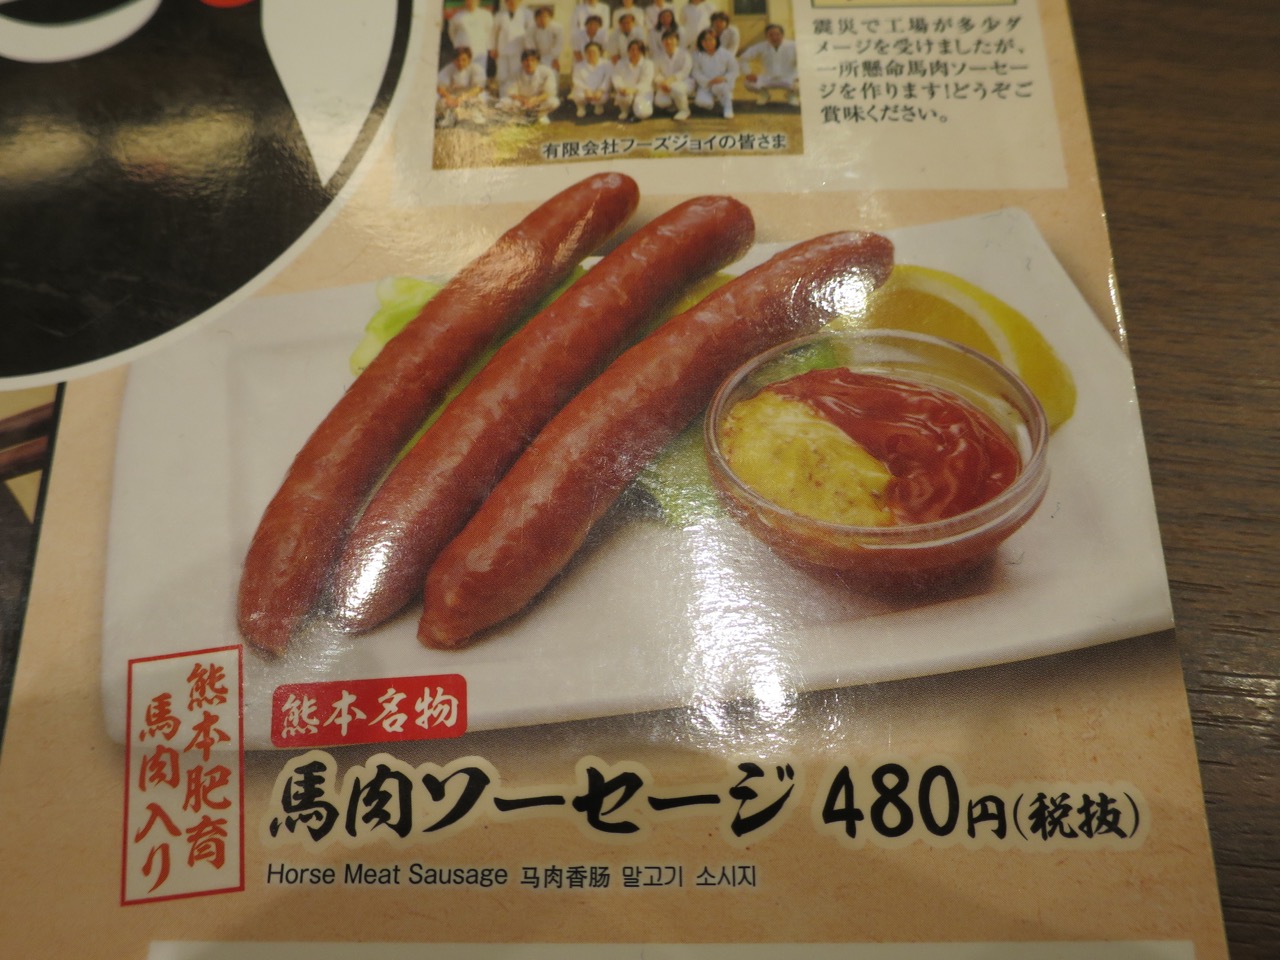 震災で工場が多少ダ
メージを受けましたが、
一所懸命馬肉ソーセー
ジを作ります!どうぞご
賞味ください。
有限会社フーズジョイの皆さま
熊本肥育
馬肉入り
熊本名物
馬肉ソーセージ 480円(税抜)
Horse Meat Sausage 马肉香肠 말고기 소시지